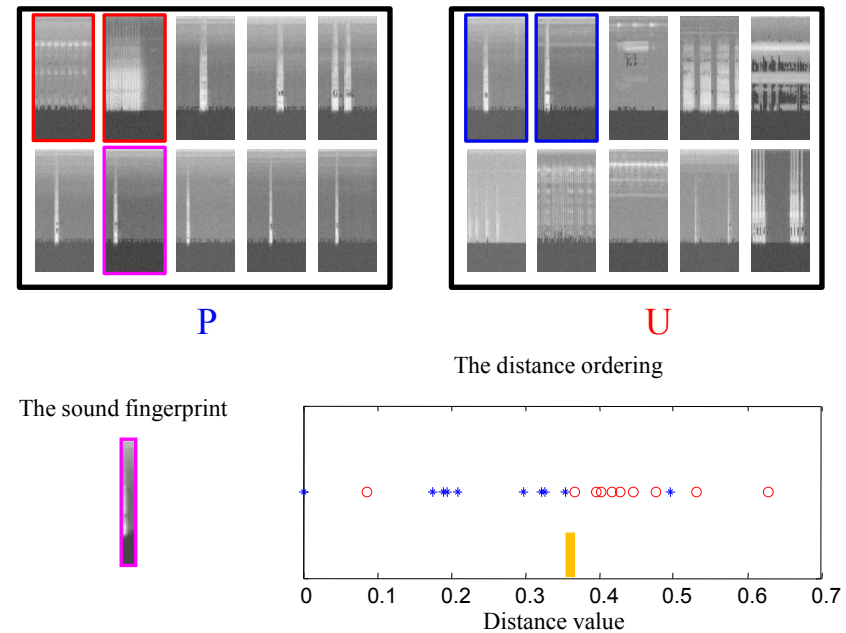 P
U
The distance ordering
The sound fingerprint
0 0.1 0.2 0.3 0.4 0.5 0.6 0.7
Distance value